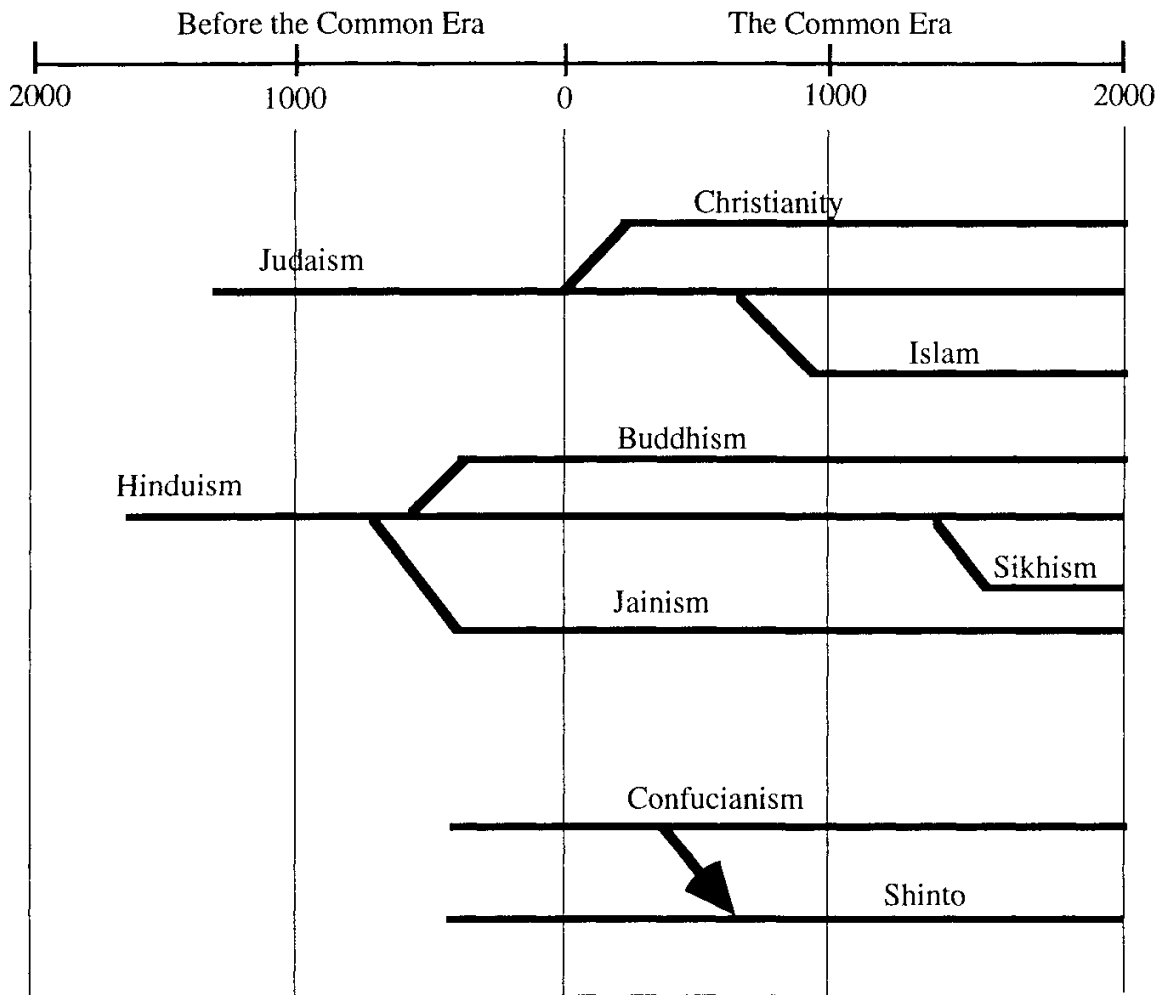 Before the Common Era The Common Era
2000 1000 0 1000 2000
Christianity
Judaism
Islam
Buddhism
Hinduism
Sikhism
Jainism
Confucianism
Shinto